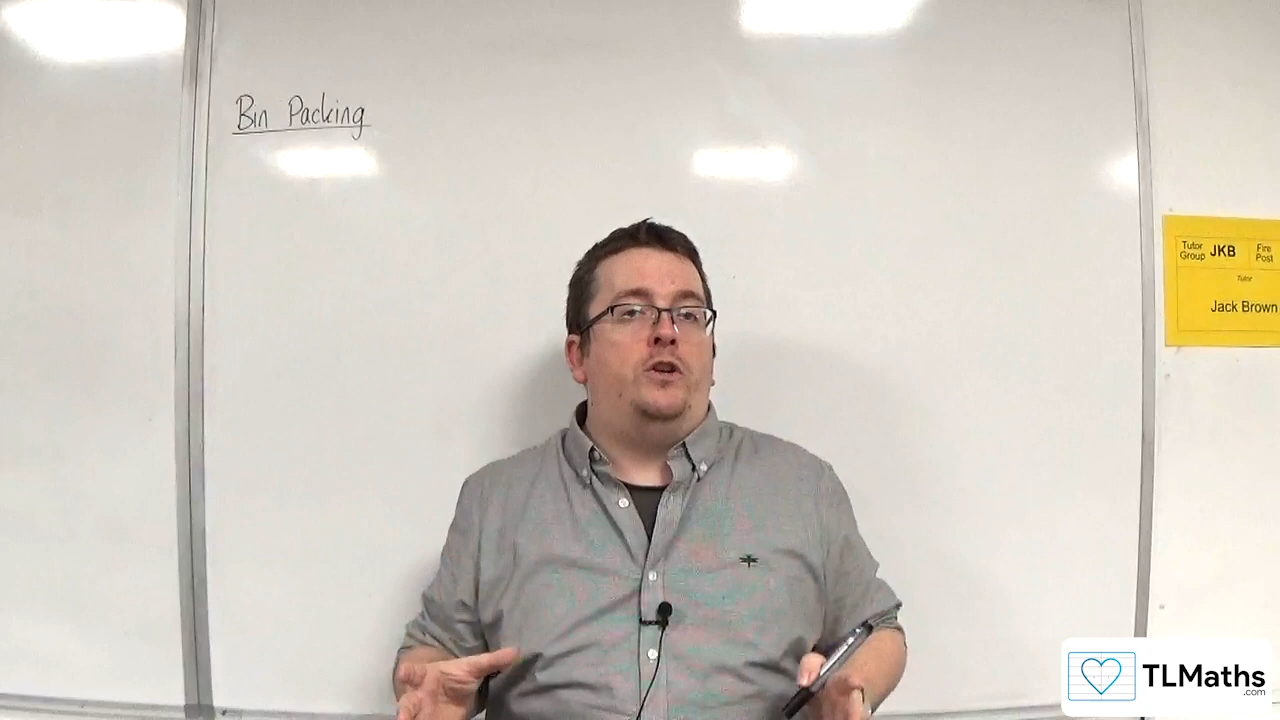 Bin Packing
Tutor Group JKB Fire Post
Tutor
Jack Brown
TLMaths
.com